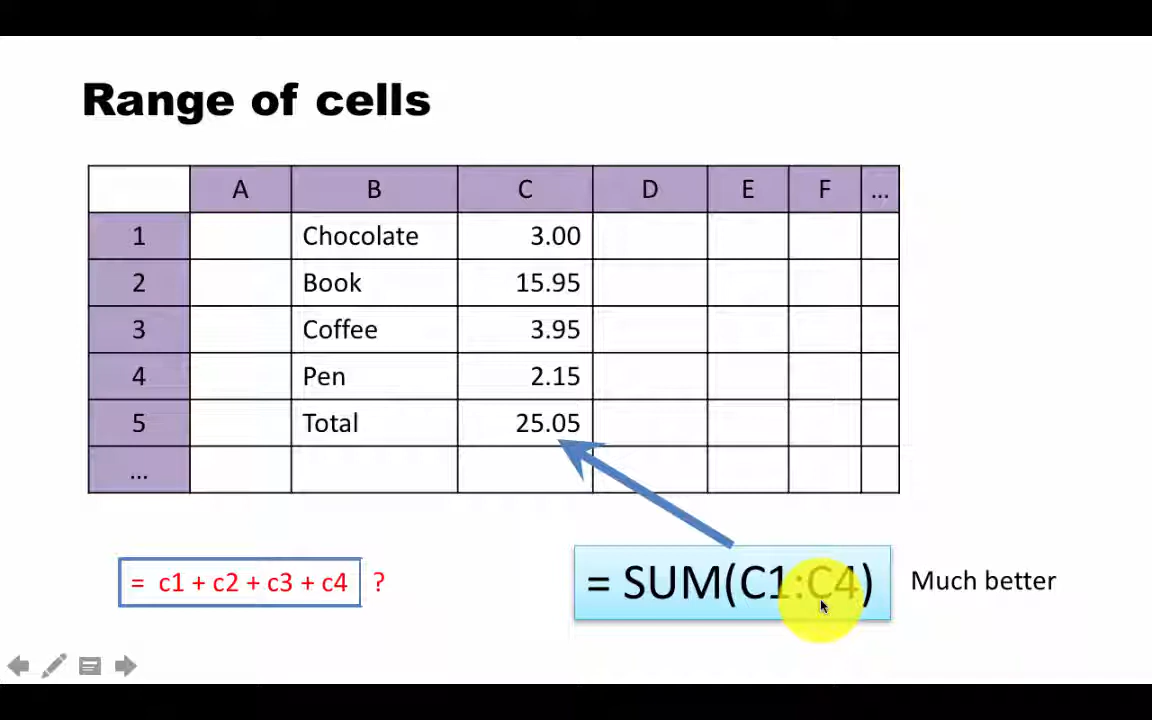 Range of cells
A B C D E F ...
1 Chocolate 3.00
2 Book 15.95
3 Coffee 3.95
4 Pen 2.15
5 Total 25.05
...
= c1 + c2 + c3 + c4 ?
= SUM(C1:C4) Much better